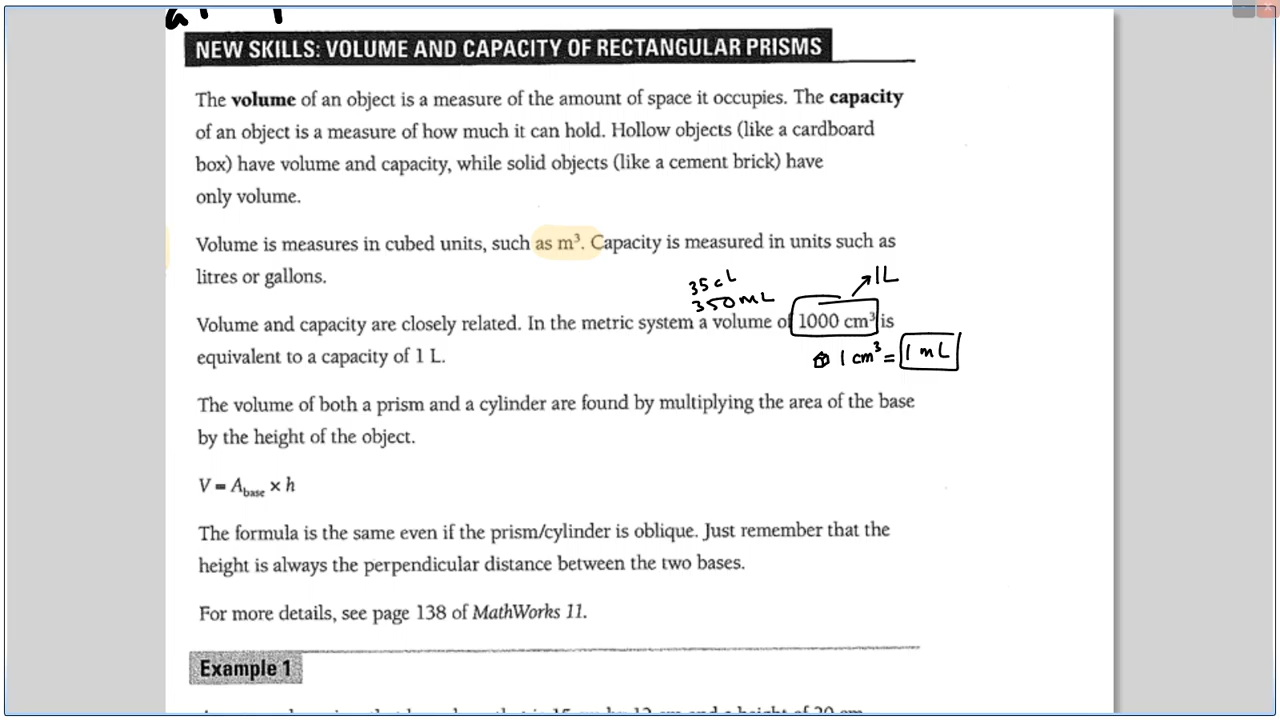 NEW SKILLS: VOLUME AND CAPACITY OF RECTANGULAR PRISMS
The volume of an object is a measure of the amount of space it occupies. The capacity
of an object is a measure of how much it can hold. Hollow objects (like a cardboard
box) have volume and capacity, while solid objects (like a cement brick) have
only volume.
Volume is measures in cubed units, such as m³. Capacity is measured in units such as
litres or gallons.
35 cL
350 mL
1L
Volume and capacity are closely related. In the metric system a volume of 1000 cm³ is
equivalent to a capacity of 1 L.
1 cm³ = 1 mL
The volume of both a prism and a cylinder are found by multiplying the area of the base
by the height of the object.
V = A base × h
The formula is the same even if the prism/cylinder is oblique. Just remember that the
height is always the perpendicular distance between the two bases.
For more details, see page 138 of MathWorks 11.
Example 1